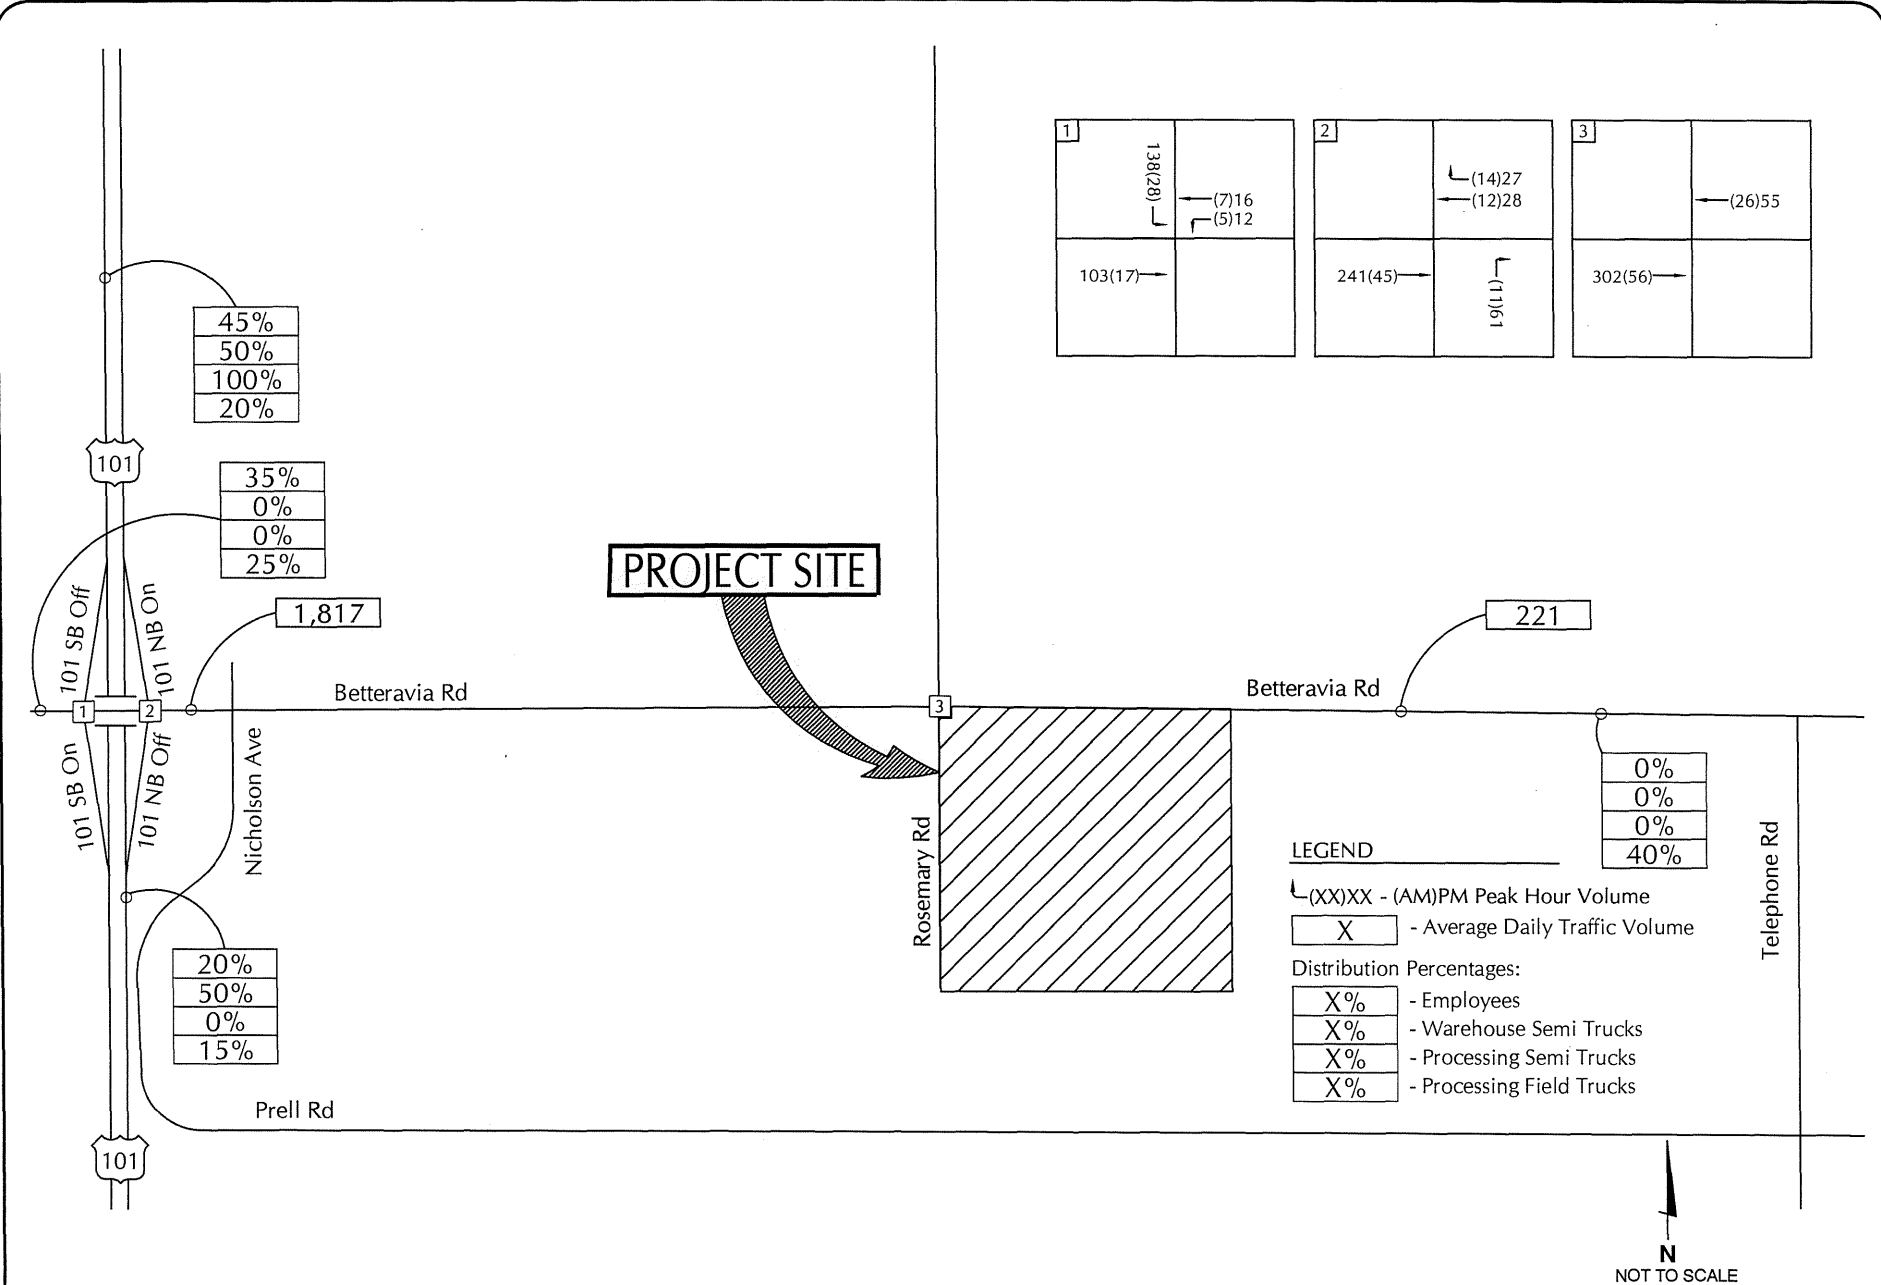 1
138(28)
(7)16
(5)12
103(17)
2
(14)27
(12)28
241(45)
(11)61
3
(26)55
302(56)
45%
50%
100%
20%
101
35%
0%
0%
25%
PROJECT SITE
1,817
221
101 SB Off
101 NB On
Betteravia Rd
Betteravia Rd
1
2
3
101 SB On
101 NB Off
Nicholson Ave
Rosemary Rd
Telephone Rd
0%
0%
0%
40%
20%
50%
0%
15%
LEGEND
(XX)XX - (AM)PM Peak Hour Volume
X - Average Daily Traffic Volume
Distribution Percentages:
X% - Employees
X% - Warehouse Semi Trucks
X% - Processing Semi Trucks
X% - Processing Field Trucks
Prell Rd
101
N
NOT TO SCALE